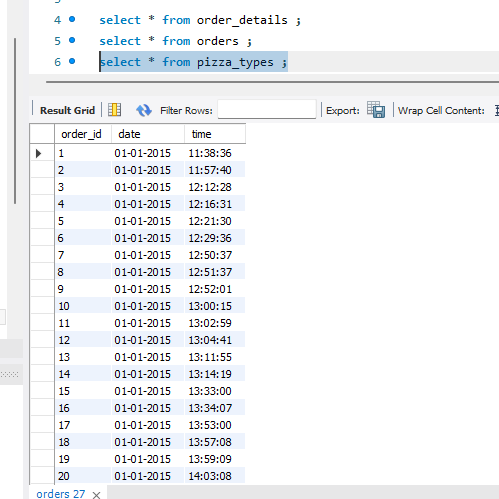 4 select * from order_details ;
5 select * from orders ;
6 select * from pizza_types ;
Result Grid Filter Rows: Export: Wrap Cell Content:
order_id date time
1 01-01-2015 11:38:36
2 01-01-2015 11:57:40
3 01-01-2015 12:12:28
4 01-01-2015 12:16:31
5 01-01-2015 12:21:30
6 01-01-2015 12:29:36
7 01-01-2015 12:50:37
8 01-01-2015 12:51:37
9 01-01-2015 12:52:01
10 01-01-2015 13:00:15
11 01-01-2015 13:02:59
12 01-01-2015 13:04:41
13 01-01-2015 13:11:55
14 01-01-2015 13:14:19
15 01-01-2015 13:33:00
16 01-01-2015 13:34:07
17 01-01-2015 13:53:00
18 01-01-2015 13:57:08
19 01-01-2015 13:59:09
20 01-01-2015 14:03:08
orders 27